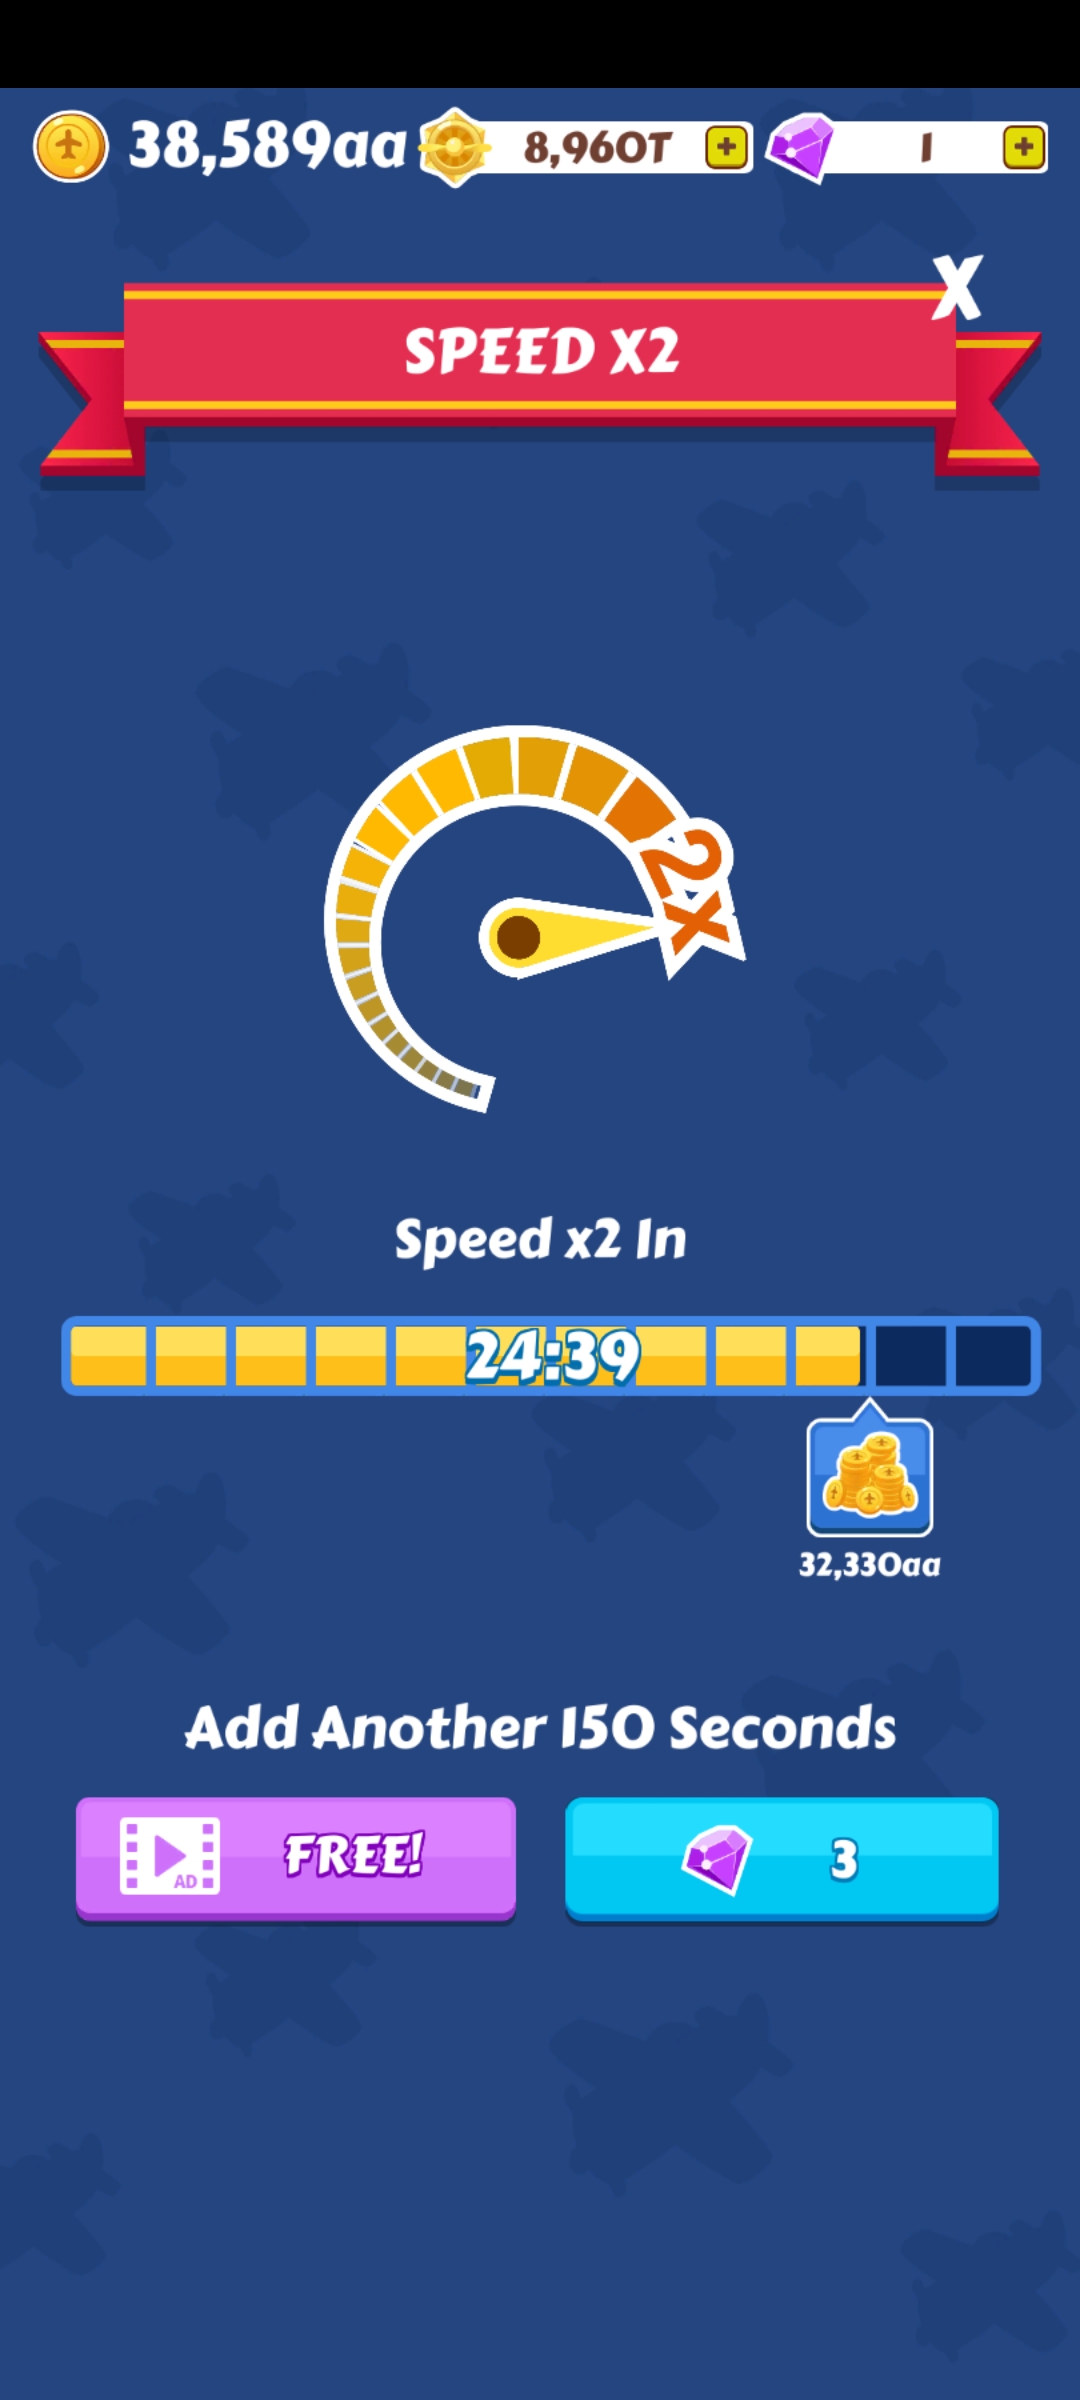 38,589aa 8,960T + 1 +
X
SPEED X2
2x
Speed x2 In
24:39
32,330aa
Add Another 150 Seconds
AD FREE! 3